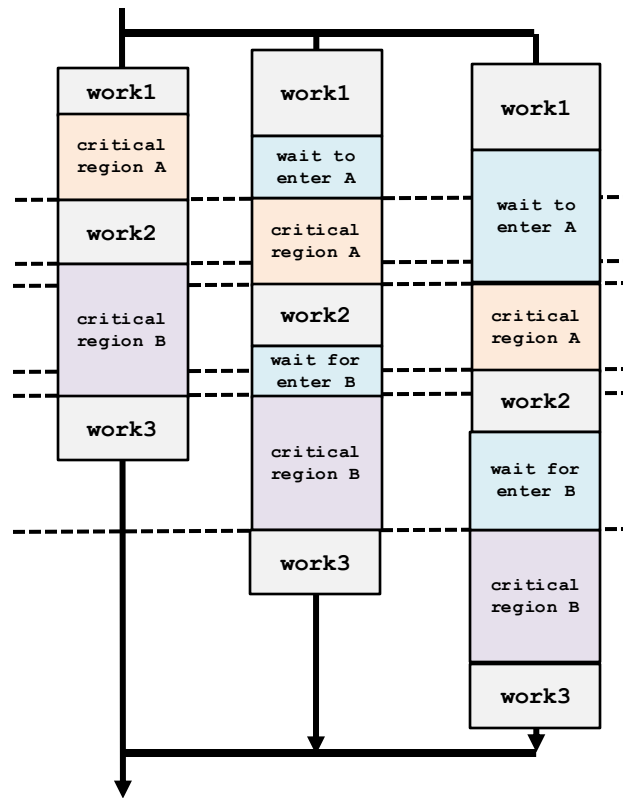 work1
critical
region A
work2
critical
region B
work3
work1
wait to
enter A
critical
region A
work2
wait for
enter B
critical
region B
work3
work1
wait to
enter A
critical
region A
work2
wait for
enter B
critical
region B
work3